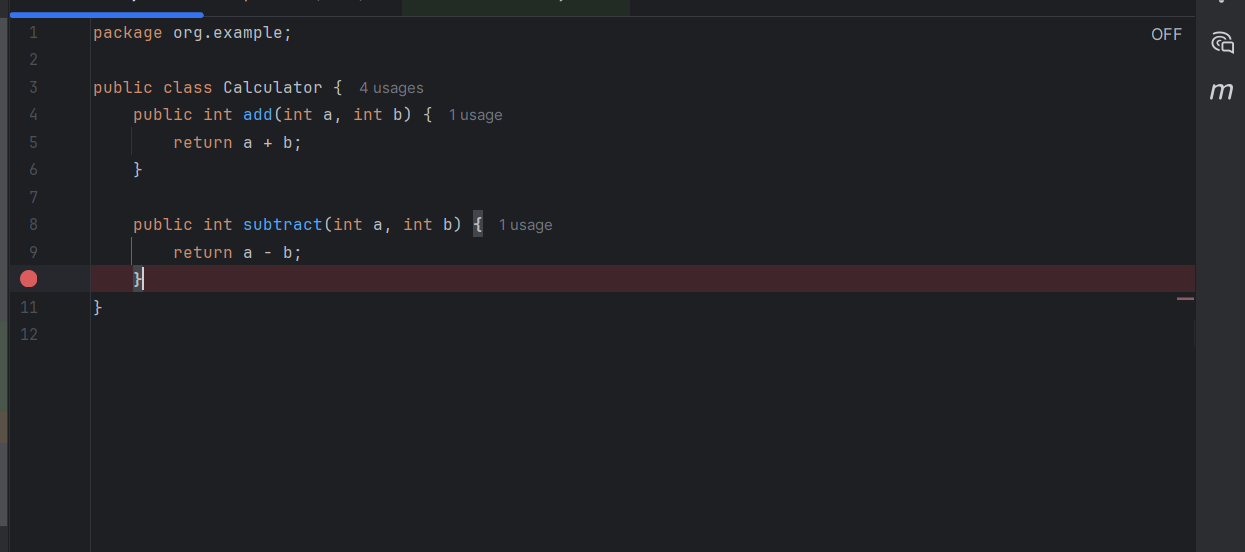 1 package org.example;
OFF
2
3 public class Calculator { 4 usages
4 public int add(int a, int b) { 1 usage
5 return a + b;
6 }
7
8 public int subtract(int a, int b) { 1 usage
9 return a - b;
}
11 }
12
m